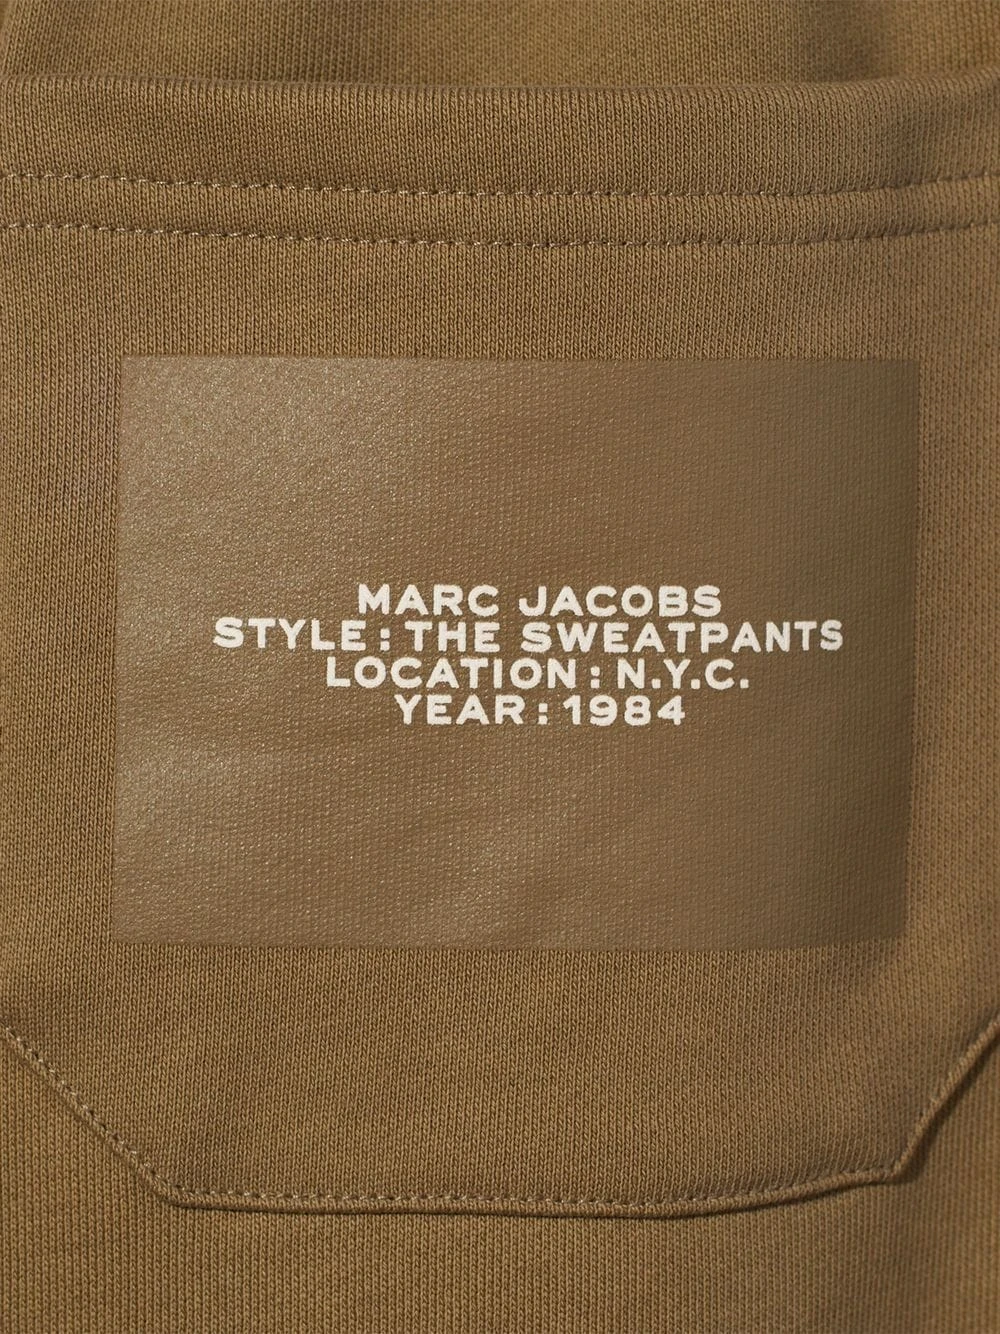 MARC JACOBS
STYLE : THE SWEATPANTS
LOCATION : N.Y.C.
YEAR : 1984